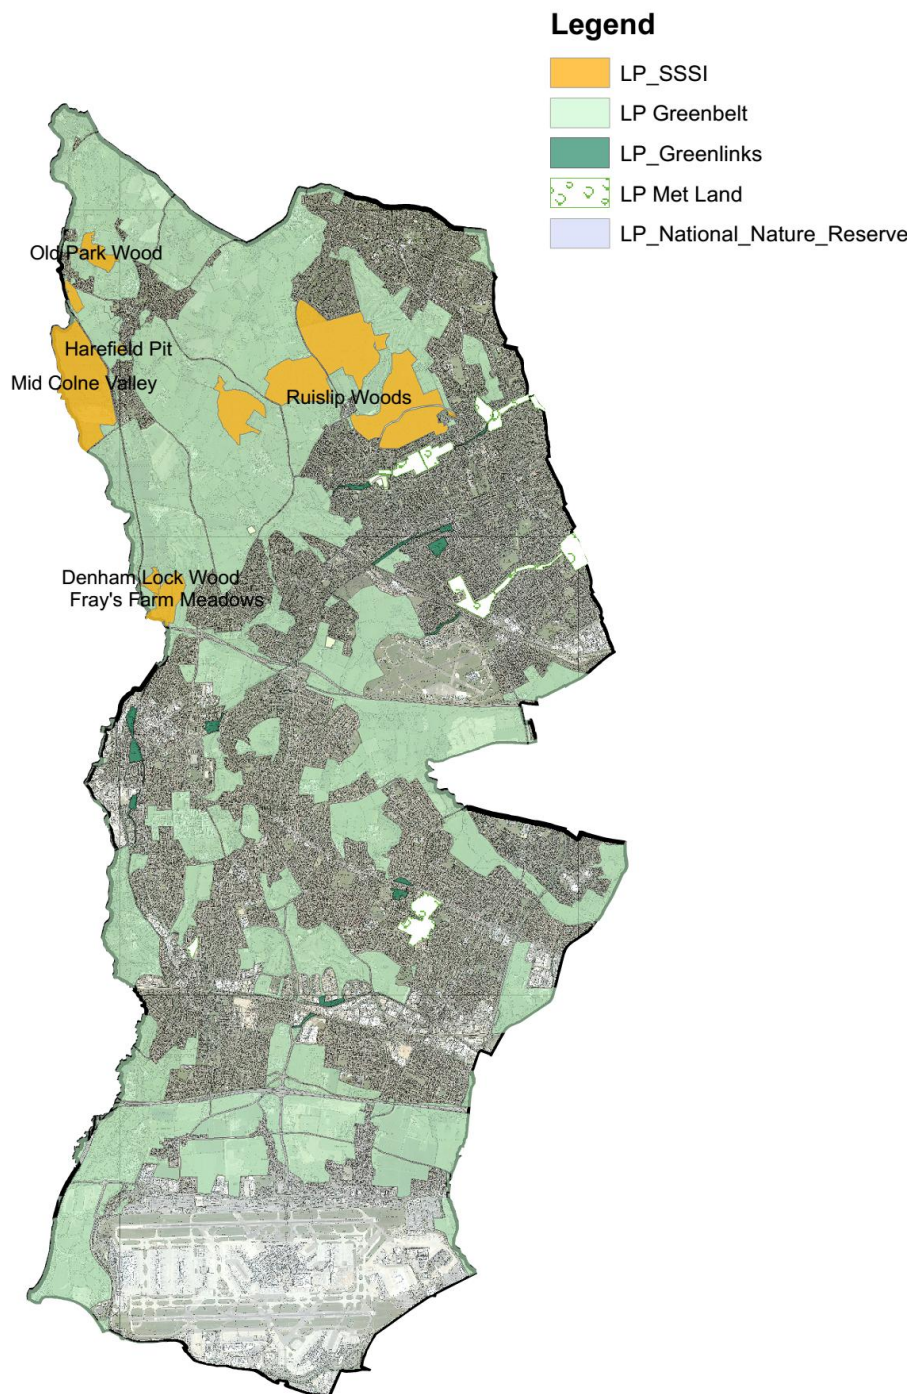 Legend
LP_SSSI
LP Greenbelt
LP_Greenlinks
LP Met Land
LP_National_Nature_Reserve
Old Park Wood
Harefield Pit
Mid Colne Valley
Ruislip Woods
Denham Lock Wood
Fray's Farm Meadows